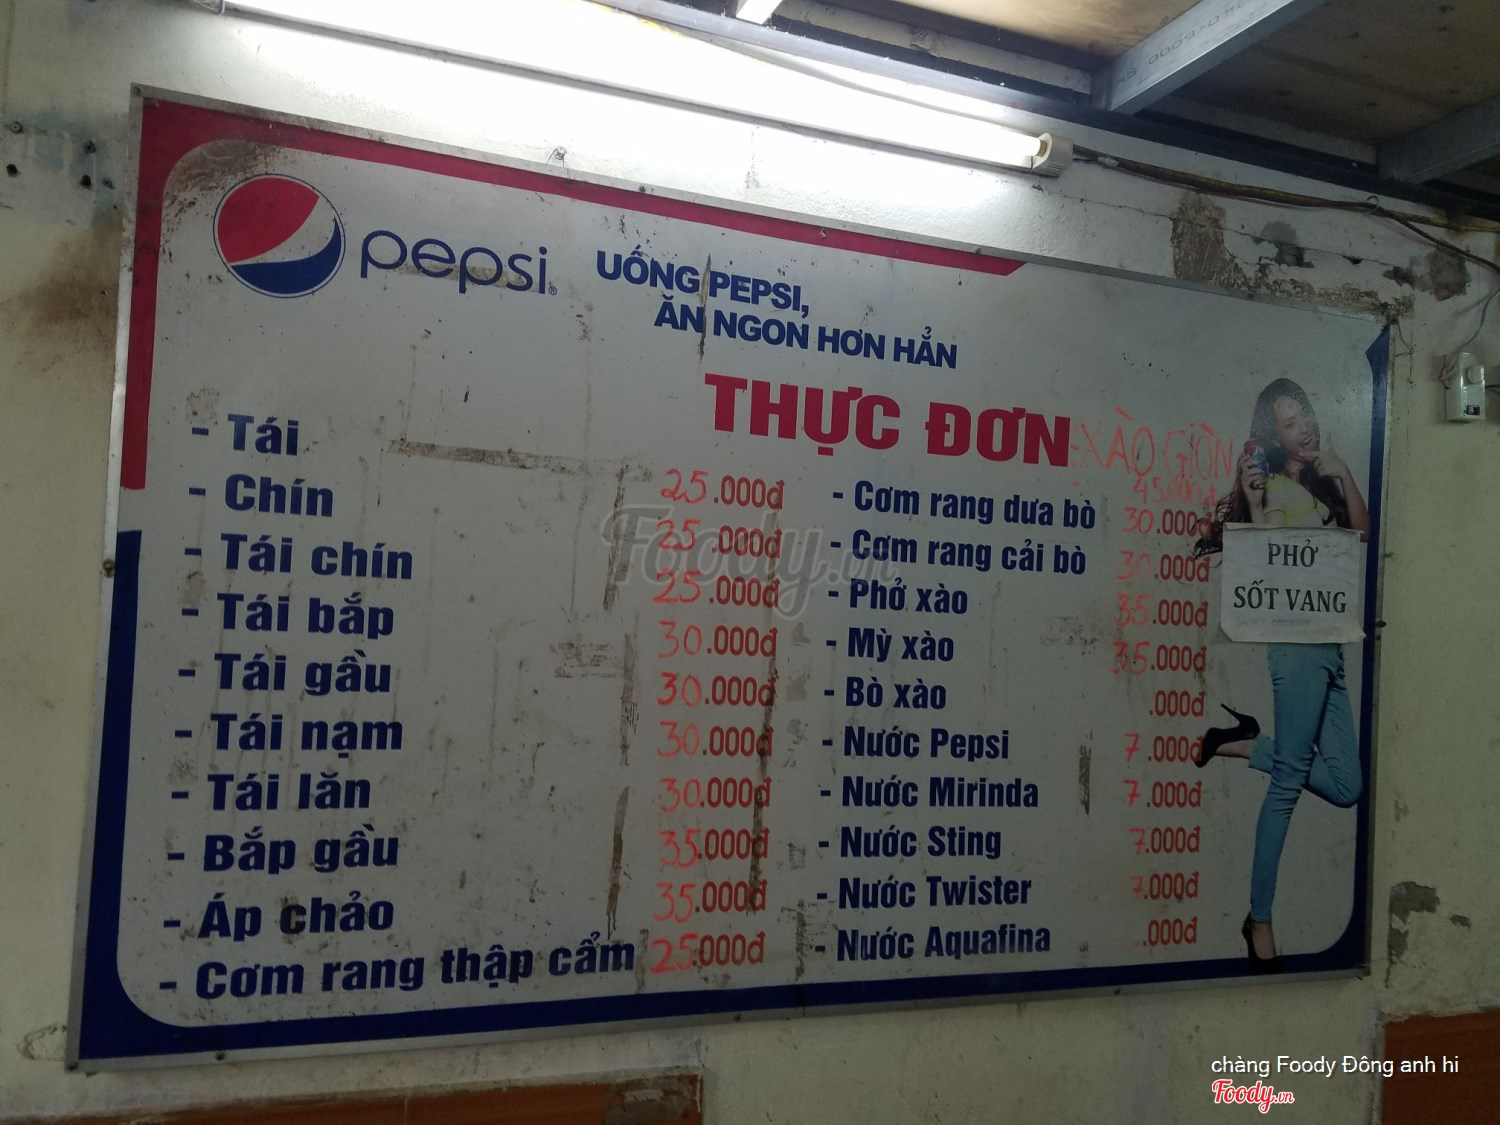 pepsi
UỐNG PEPSI,
ĂN NGON HƠN HẲN
THỰC ĐƠN
XÀO GIÒN
45.000đ
- Tái 25.000đ
- Chín 25.000đ
- Tái chín 25.000đ
- Tái bắp 30.000đ
- Tái gầu 30.000đ
- Tái nạm 30.000đ
- Tái lăn 30.000đ
- Bắp gầu 35.000đ
- Áp chảo 35.000đ
- Cơm rang thập cẩm 25.000đ
- Cơm rang dưa bò 30.000đ
- Cơm rang cải bò 30.000đ
- Phở xào 35.000đ
- Mỳ xào 35.000đ
- Bò xào .000đ
- Nước Pepsi 7.000đ
- Nước Mirinda 7.000đ
- Nước Sting 7.000đ
- Nước Twister 7.000đ
- Nước Aquafina .000đ
PHỞ
SỐT VANG
Foody.vn
chàng Foody Đông anh hi
Foody.vn